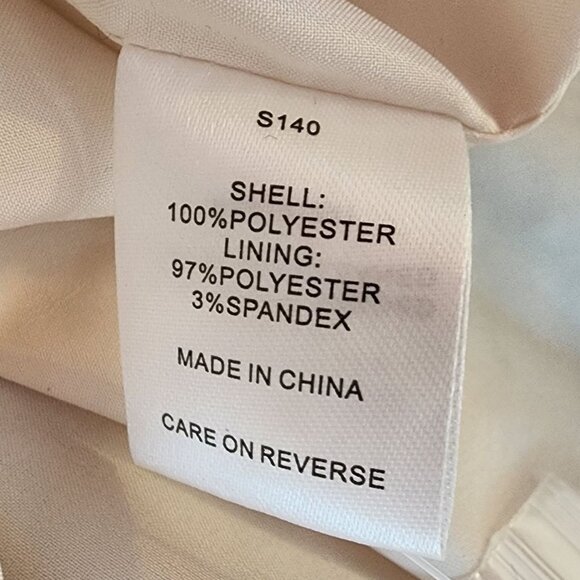 S140
SHELL:
100%POLYESTER
LINING:
97%POLYESTER
3%SPANDEX
MADE IN CHINA
CARE ON REVERSE